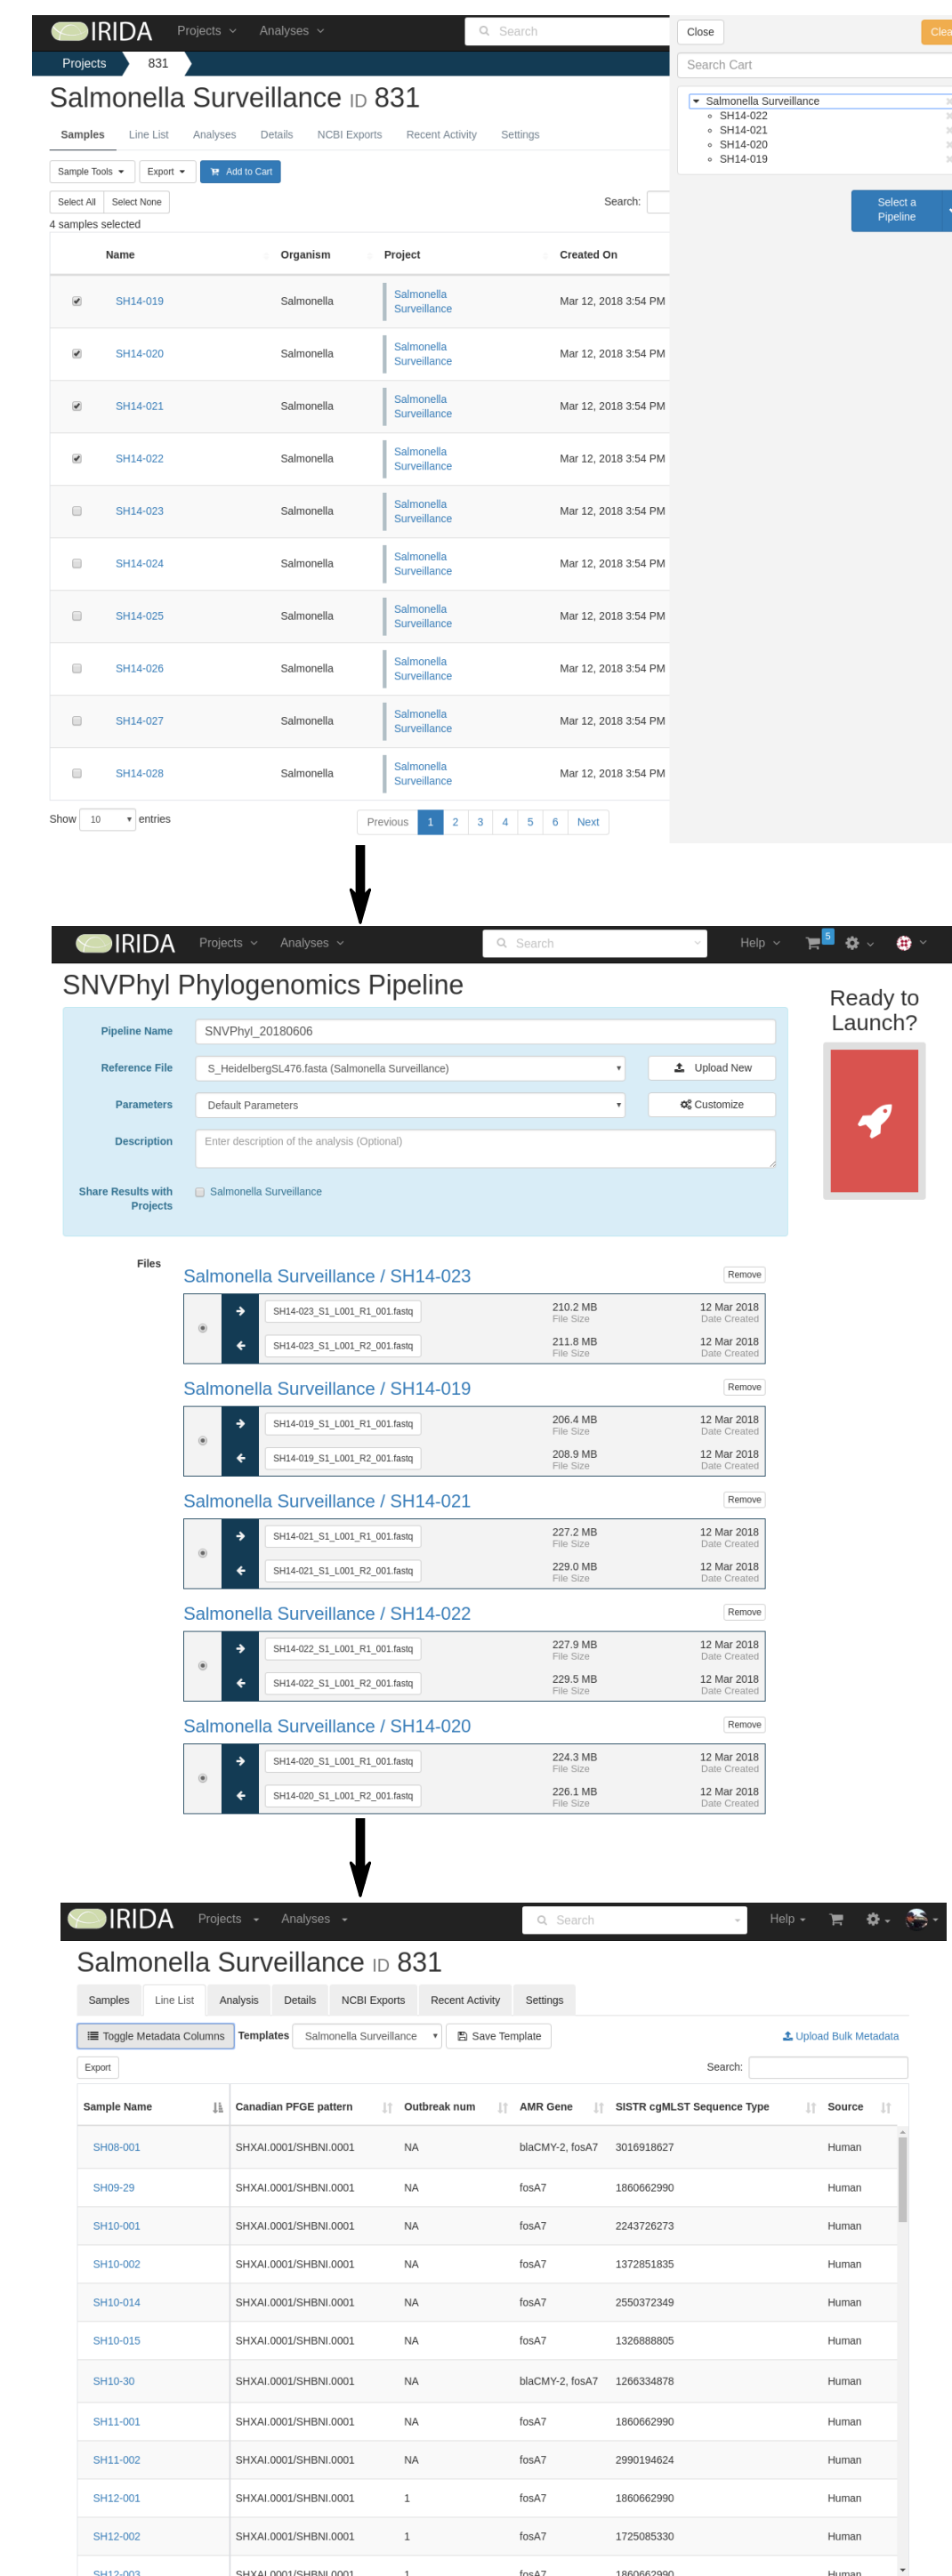 IRIDA Projects Analyses Search
Close Clea
Projects 831
Search Cart
Salmonella Surveillance ID 831
Salmonella Surveillance
SH14-022
SH14-021
SH14-020
SH14-019
Samples Line List Analyses Details NCBI Exports Recent Activity Settings
Sample Tools Export Add to Cart
Select a
Pipeline
Select All Select None Search:
4 samples selected
Name Organism Project Created On
SH14-019 Salmonella Salmonella Surveillance Mar 12, 2018 3:54 PM
SH14-020 Salmonella Salmonella Surveillance Mar 12, 2018 3:54 PM
SH14-021 Salmonella Salmonella Surveillance Mar 12, 2018 3:54 PM
SH14-022 Salmonella Salmonella Surveillance Mar 12, 2018 3:54 PM
SH14-023 Salmonella Salmonella Surveillance Mar 12, 2018 3:54 PM
SH14-024 Salmonella Salmonella Surveillance Mar 12, 2018 3:54 PM
SH14-025 Salmonella Salmonella Surveillance Mar 12, 2018 3:54 PM
SH14-026 Salmonella Salmonella Surveillance Mar 12, 2018 3:54 PM
SH14-027 Salmonella Salmonella Surveillance Mar 12, 2018 3:54 PM
SH14-028 Salmonella Salmonella Surveillance Mar 12, 2018 3:54 PM
Show 10 entries Previous 1 2 3 4 5 6 Next
IRIDA Projects Analyses Search Help 5
SNVPhyl Phylogenomics Pipeline
Ready to
Launch?
Pipeline Name SNVPhyl_20180606
Reference File S_HeidelbergSL476.fasta (Salmonella Surveillance) Upload New
Parameters Default Parameters Customize
Description Enter description of the analysis (Optional)
Share Results with
Projects
Salmonella Surveillance
Files
Salmonella Surveillance / SH14-023 Remove
SH14-023_S1_L001_R1_001.fastq 210.2 MB 12 Mar 2018
File Size Date Created
SH14-023_S1_L001_R2_001.fastq 211.8 MB 12 Mar 2018
File Size Date Created
Salmonella Surveillance / SH14-019 Remove
SH14-019_S1_L001_R1_001.fastq 206.4 MB 12 Mar 2018
File Size Date Created
SH14-019_S1_L001_R2_001.fastq 208.9 MB 12 Mar 2018
File Size Date Created
Salmonella Surveillance / SH14-021 Remove
SH14-021_S1_L001_R1_001.fastq 227.2 MB 12 Mar 2018
File Size Date Created
SH14-021_S1_L001_R2_001.fastq 229.0 MB 12 Mar 2018
File Size Date Created
Salmonella Surveillance / SH14-022 Remove
SH14-022_S1_L001_R1_001.fastq 227.9 MB 12 Mar 2018
File Size Date Created
SH14-022_S1_L001_R2_001.fastq 229.5 MB 12 Mar 2018
File Size Date Created
Salmonella Surveillance / SH14-020 Remove
SH14-020_S1_L001_R1_001.fastq 224.3 MB 12 Mar 2018
File Size Date Created
SH14-020_S1_L001_R2_001.fastq 226.1 MB 12 Mar 2018
File Size Date Created
IRIDA Projects Analyses Search Help
Salmonella Surveillance ID 831
Samples Line List Analysis Details NCBI Exports Recent Activity Settings
Toggle Metadata Columns Templates Salmonella Surveillance Save Template Upload Bulk Metadata
Export Search:
Sample Name Canadian PFGE pattern Outbreak num AMR Gene SISTR cgMLST Sequence Type Source
SH08-001 SHXAI.0001/SHBNI.0001 NA blaCMY-2, fosA7 3016918627 Human
SH09-29 SHXAI.0001/SHBNI.0001 NA fosA7 1860662990 Human
SH10-001 SHXAI.0001/SHBNI.0001 NA fosA7 2243726273 Human
SH10-002 SHXAI.0001/SHBNI.0001 NA fosA7 1372851835 Human
SH10-014 SHXAI.0001/SHBNI.0001 NA fosA7 2550372349 Human
SH10-015 SHXAI.0001/SHBNI.0001 NA fosA7 1326888805 Human
SH10-30 SHXAI.0001/SHBNI.0001 NA blaCMY-2, fosA7 1266334878 Human
SH11-001 SHXAI.0001/SHBNI.0001 NA fosA7 1860662990 Human
SH11-002 SHXAI.0001/SHBNI.0001 NA fosA7 2990194624 Human
SH12-001 SHXAI.0001/SHBNI.0001 1 fosA7 1860662990 Human
SH12-002 SHXAI.0001/SHBNI.0001 1 fosA7 1725085330 Human
SH12-003 SHXAI.0001/SHBNI.0001 1 fosA7 1860662990 Human